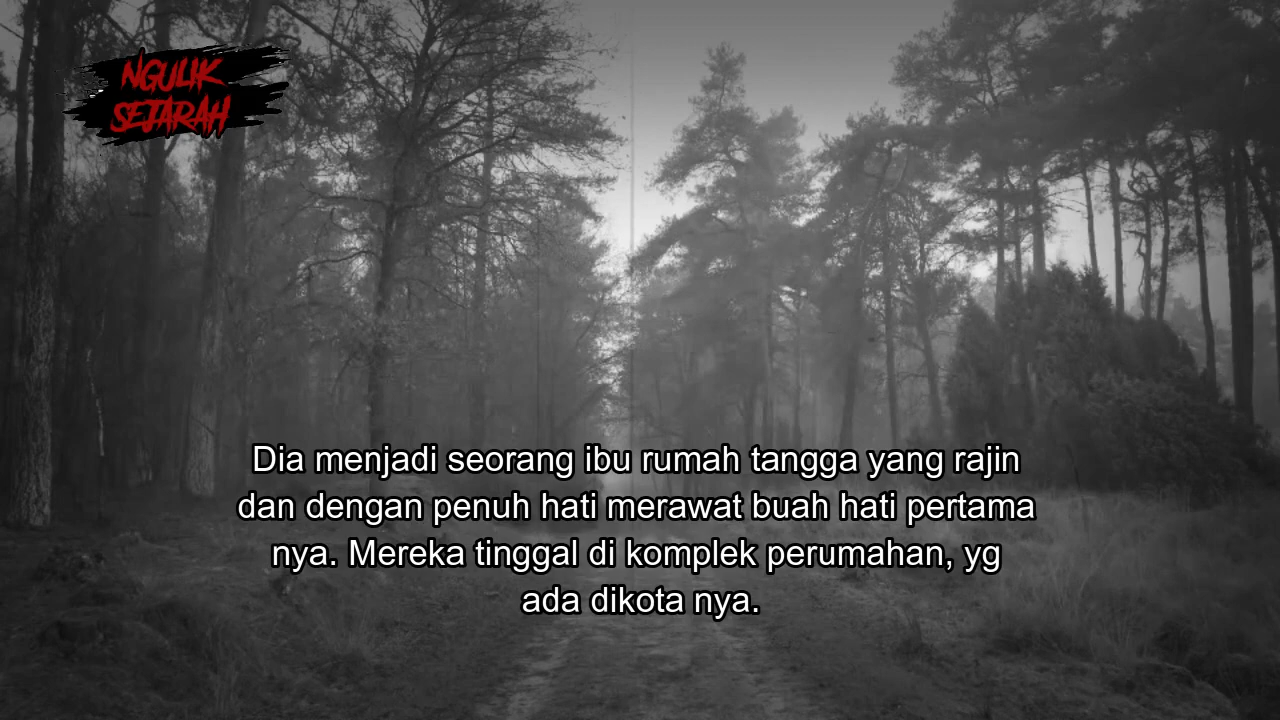 NGULIK
SEJARAH
Dia menjadi seorang ibu rumah tangga yang rajin
dan dengan penuh hati merawat buah hati pertama
nya. Mereka tinggal di komplek perumahan, yg
ada dikota nya.